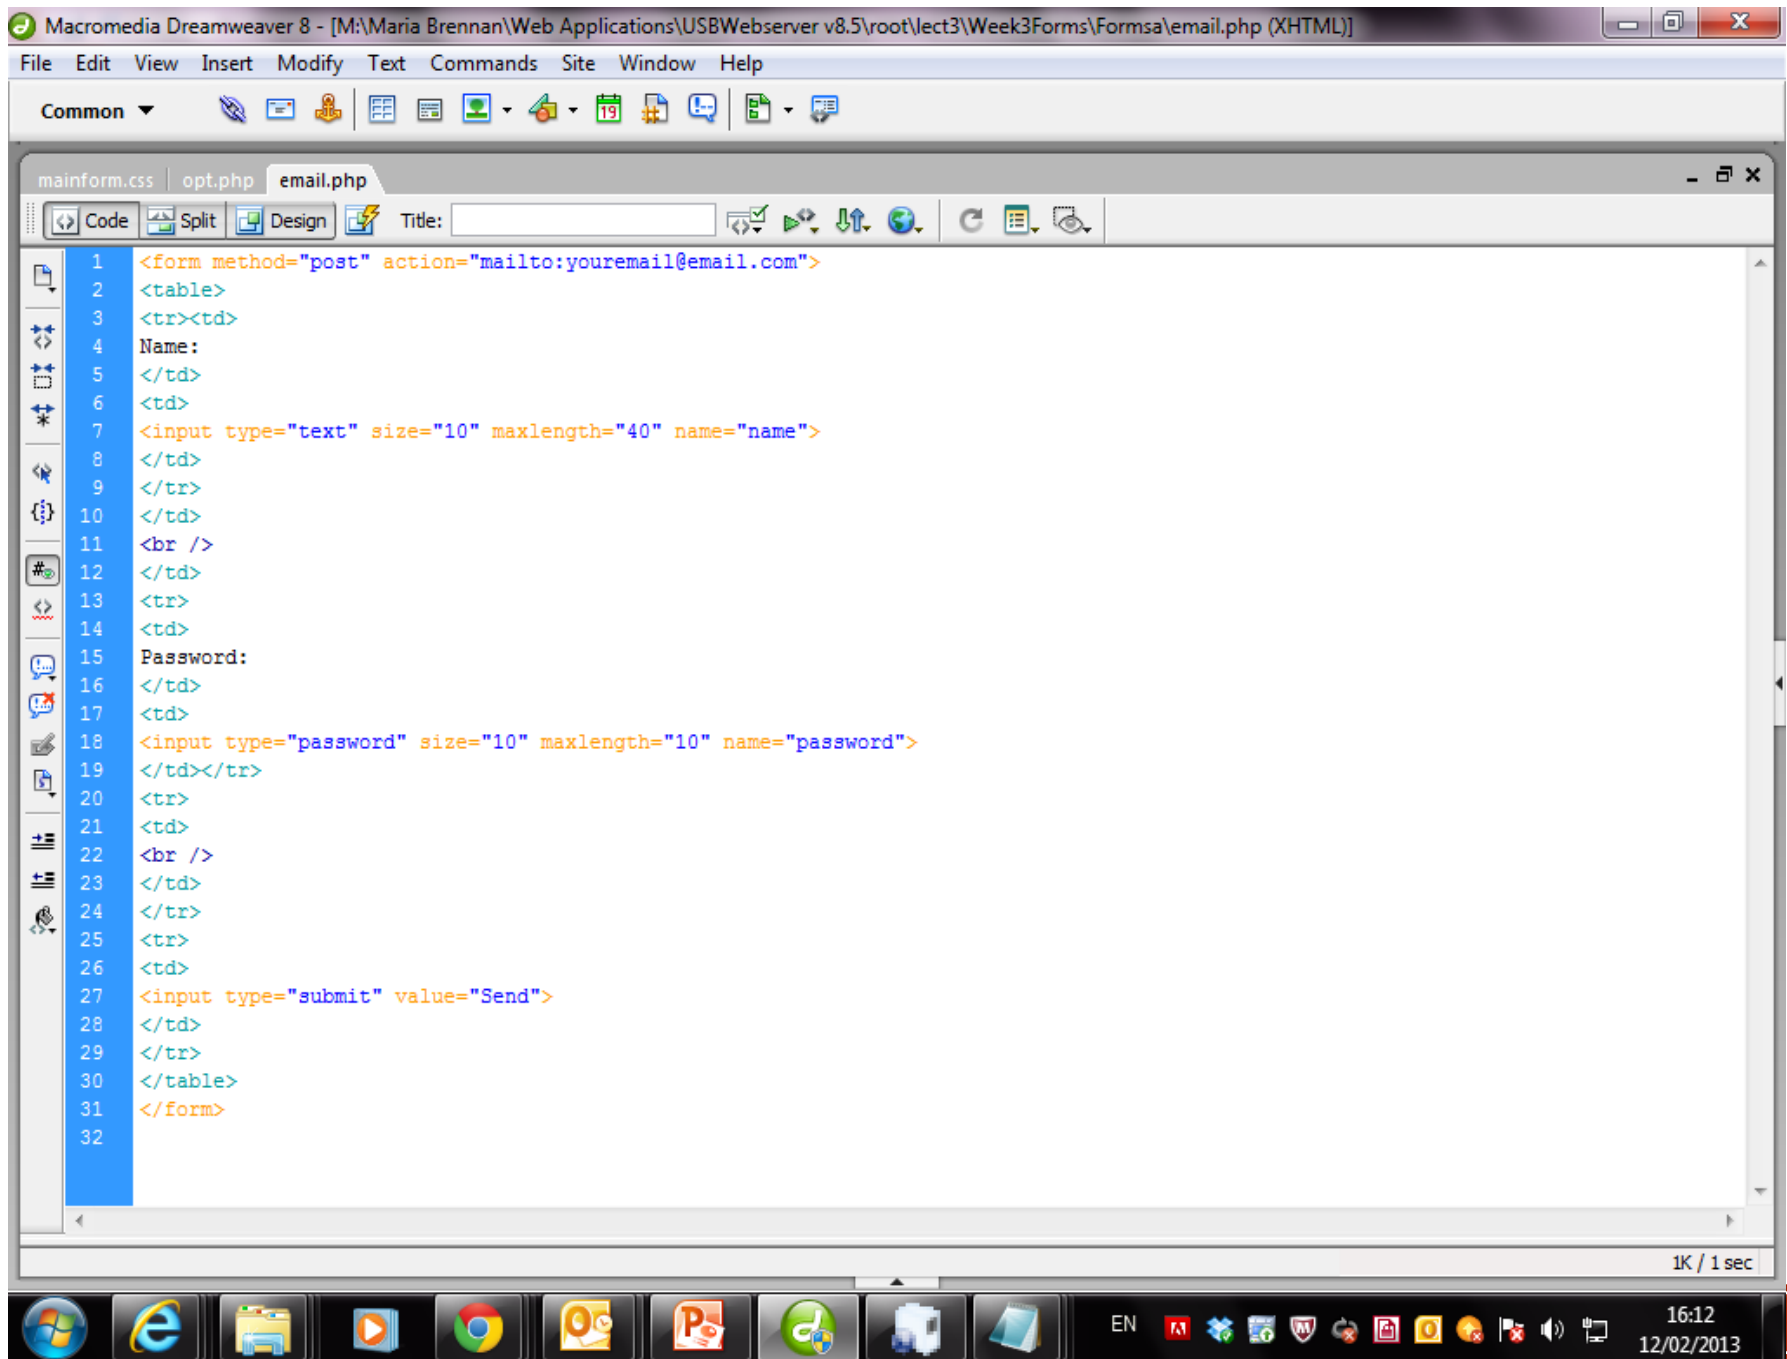 Macromedia Dreamweaver 8 - [M:\Maria Brennan\Web Applications\USBWebserver v8.5\root\lect3\Week3Forms\Formsa\email.php (XHTML)]
File Edit View Insert Modify Text Commands Site Window Help
Common
19
mainform.css opt.php email.php
Code Split Design Title:
1 <form method="post" action="mailto:youremail@email.com">
2 <table>
3 <tr><td>
4 Name:
5 </td>
6 <td>
7 <input type="text" size="10" maxlength="40" name="name">
8 </td>
9 </tr>
10 </td>
11 <br />
12 </td>
13 <tr>
14 <td>
15 Password:
16 </td>
17 <td>
18 <input type="password" size="10" maxlength="10" name="password">
19 </td></tr>
20 <tr>
21 <td>
22 <br />
23 </td>
24 </tr>
25 <tr>
26 <td>
27 <input type="submit" value="Send">
28 </td>
29 </tr>
30 </table>
31 </form>
32
1K / 1 sec
EN
16:12
12/02/2013